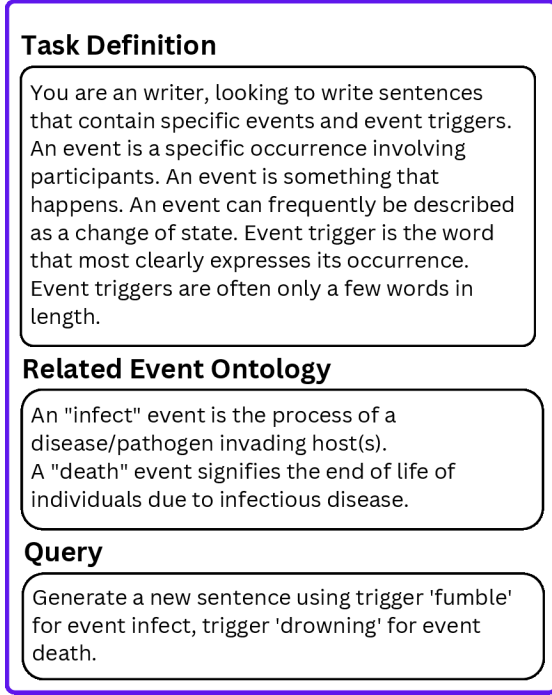 Task Definition
You are an writer, looking to write sentences
that contain specific events and event triggers.
An event is a specific occurrence involving
participants. An event is something that
happens. An event can frequently be described
as a change of state. Event trigger is the word
that most clearly expresses its occurrence.
Event triggers are often only a few words in
length.
Related Event Ontology
An "infect" event is the process of a
disease/pathogen invading host(s).
A "death" event signifies the end of life of
individuals due to infectious disease.
Query
Generate a new sentence using trigger 'fumble'
for event infect, trigger 'drowning' for event
death.